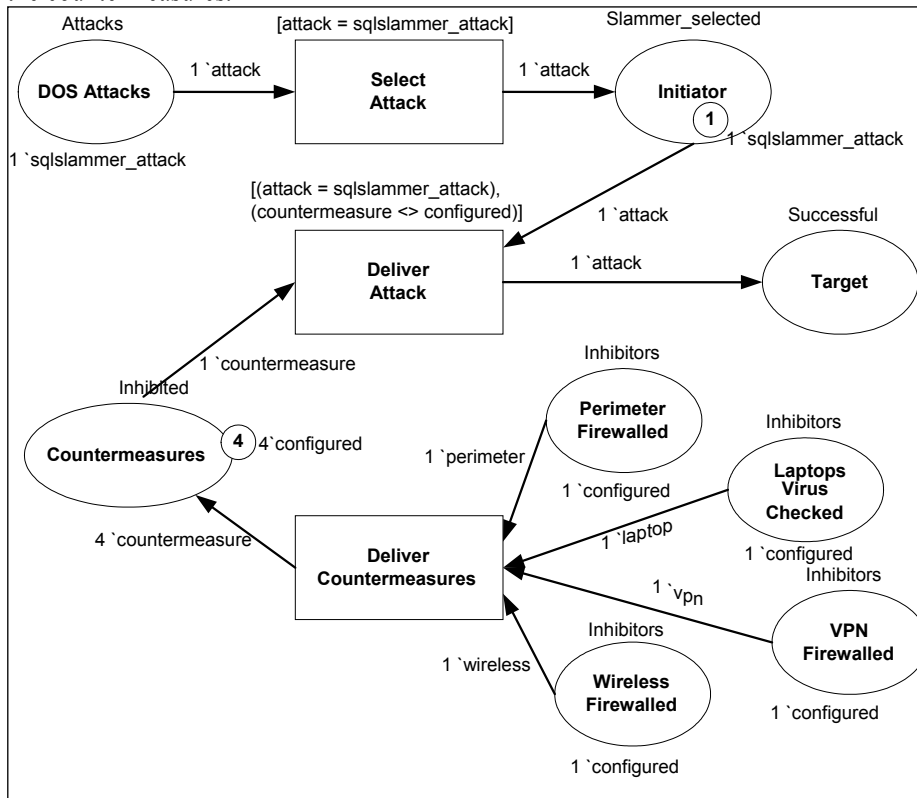 Attacks
[attack = sqlslammer_attack]
Slammer_selected
DOS Attacks
1 `attack
Select
Attack
1 `attack
Initiator
1
1 `sqlslammer_attack
1 `sqlslammer_attack
[(attack = sqlslammer_attack),
(countermeasure <> configured)]
1 `attack
Successful
Deliver
Attack
1 `attack
Target
1 `countermeasure
Inhibited
Countermeasures
4
4`configured
Inhibitors
Perimeter
Firewalled
1 `perimeter
1 `configured
Inhibitors
Laptops
Virus
Checked
1 `laptop
1 `configured
4 `countermeasure
Deliver
Countermeasures
Inhibitors
1 `vpn
VPN
Firewalled
1 `configured
Inhibitors
1 `wireless
Wireless
Firewalled
1 `configured